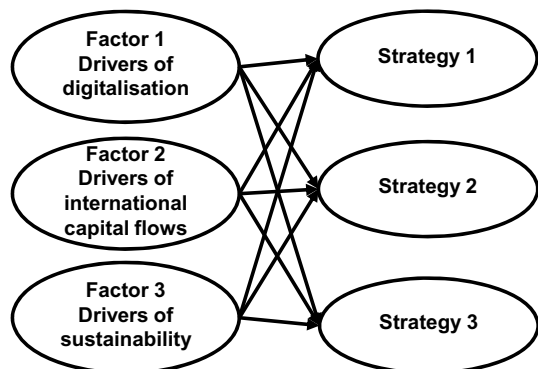 Factor 1
Drivers of
digitalisation
Strategy 1
Factor 2
Drivers of
international
capital flows
Strategy 2
Factor 3
Drivers of
sustainability
Strategy 3